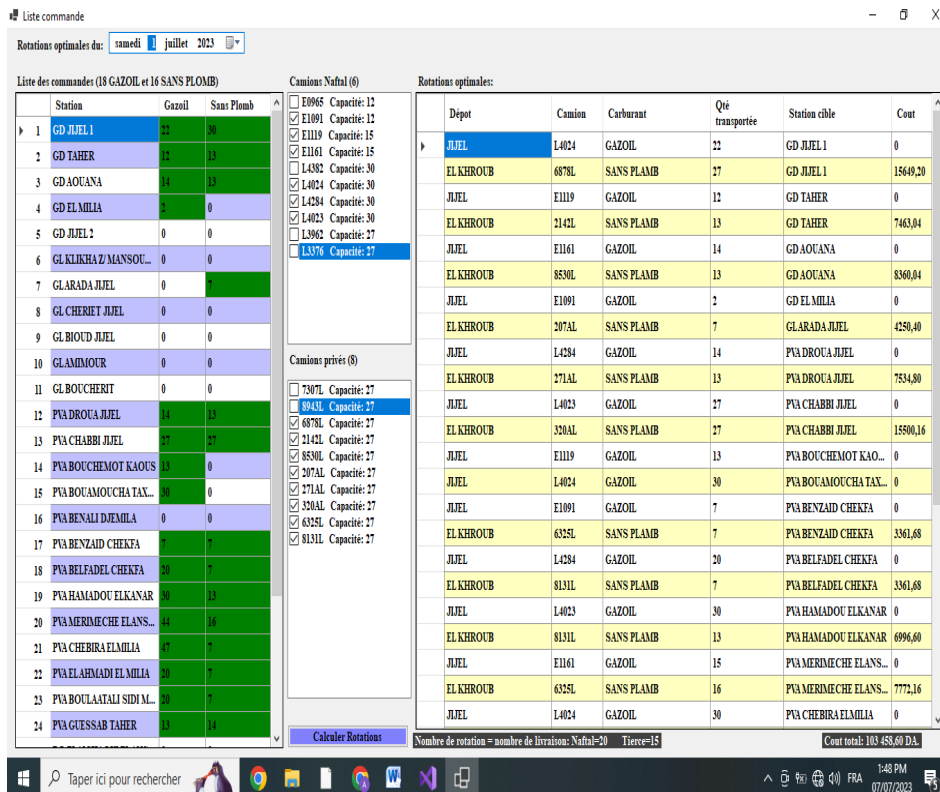 Liste commande
Rotations optimales du: samedi 1 juillet 2023
Liste des commandes (18 GAZOIL et 16 SANS PLOMB)
Station Gazoil Sans Plomb
1 GD JIJEL 1 22 30
2 GD TAHER 12 13
3 GD AOUANA 14 13
4 GD EL MILIA 2 0
5 GD JIJEL 2 0 0
6 GL KLIKHA Z/ MANSOU... 0 0
7 GL ARADA JIJEL 0 7
8 GL CHERIET JIJEL 0 0
9 GL BIOUD JIJEL 0 0
10 GL AMIMOUR 0 0
11 GL BOUCHERIT 0 0
12 PVA DROUA JIJEL 14 13
13 PVA CHABBI JIJEL 27 27
14 PVA BOUCHEMOT KAOUS 13 0
15 PVA BOUAMOUCHA TAX... 30 0
16 PVA BENALI DJEMILA 0 0
17 PVA BENZAID CHEKFA 7 7
18 PVA BELFADEL CHEKFA 20 7
19 PVA HAMADOU ELKANAR 30 13
20 PVA MERIMECHE ELANS... 44 16
21 PVA CHEBIRA ELMILIA 47 7
22 PVA EL AHMADI EL MILIA 20 7
23 PVA BOULAATALI SIDI M... 20 7
24 PVA GUESSAB TAHER 13 14
Camions Naftal (6)
E0965 Capacité: 12
E1091 Capacité: 12
E1119 Capacité: 15
E1161 Capacité: 15
L4382 Capacité: 30
L4024 Capacité: 30
L4284 Capacité: 30
L4023 Capacité: 30
L3962 Capacité: 27
L3376 Capacité: 27
Camions privés (8)
7307L Capacité: 27
8943L Capacité: 27
6878L Capacité: 27
2142L Capacité: 27
8530L Capacité: 27
207AL Capacité: 27
271AL Capacité: 27
320AL Capacité: 27
6325L Capacité: 27
8131L Capacité: 27
Calculer Rotations
Rotations optimales:
Dépot Camion Carburant Qté transportée Station cible Cout
JIJEL L4024 GAZOIL 22 GD JIJEL 1 0
EL KHROUB 6878L SANS PLAMB 27 GD JIJEL 1 15649,20
JIJEL E1119 GAZOIL 12 GD TAHER 0
EL KHROUB 2142L SANS PLAMB 13 GD TAHER 7463,04
JIJEL E1161 GAZOIL 14 GD AOUANA 0
EL KHROUB 8530L SANS PLAMB 13 GD AOUANA 8360,04
JIJEL E1091 GAZOIL 2 GD EL MILIA 0
EL KHROUB 207AL SANS PLAMB 7 GL ARADA JIJEL 4250,40
JIJEL L4284 GAZOIL 14 PVA DROUA JIJEL 0
EL KHROUB 271AL SANS PLAMB 13 PVA DROUA JIJEL 7534,80
JIJEL L4023 GAZOIL 27 PVA CHABBI JIJEL 0
EL KHROUB 320AL SANS PLAMB 27 PVA CHABBI JIJEL 15500,16
JIJEL E1119 GAZOIL 13 PVA BOUCHEMOT KAO... 0
JIJEL L4024 GAZOIL 30 PVA BOUAMOUCHA TAX... 0
JIJEL E1091 GAZOIL 7 PVA BENZAID CHEKFA 0
EL KHROUB 6325L SANS PLAMB 7 PVA BENZAID CHEKFA 3361,68
JIJEL L4284 GAZOIL 20 PVA BELFADEL CHEKFA 0
EL KHROUB 8131L SANS PLAMB 7 PVA BELFADEL CHEKFA 3361,68
JIJEL L4023 GAZOIL 30 PVA HAMADOU ELKANAR 0
EL KHROUB 8131L SANS PLAMB 13 PVA HAMADOU ELKANAR 6996,60
JIJEL E1161 GAZOIL 15 PVA MERIMECHE ELANS... 0
EL KHROUB 6325L SANS PLAMB 16 PVA MERIMECHE ELANS... 7772,16
JIJEL L4024 GAZOIL 30 PVA CHEBIRA ELMILIA 0
Nombre de rotation = nombre de livraison: Naftal=20 Tierce=15
Cout total: 103 458,60 DA.
Taper ici pour rechercher
W
FRA
1:48 PM
07/07/2023
5